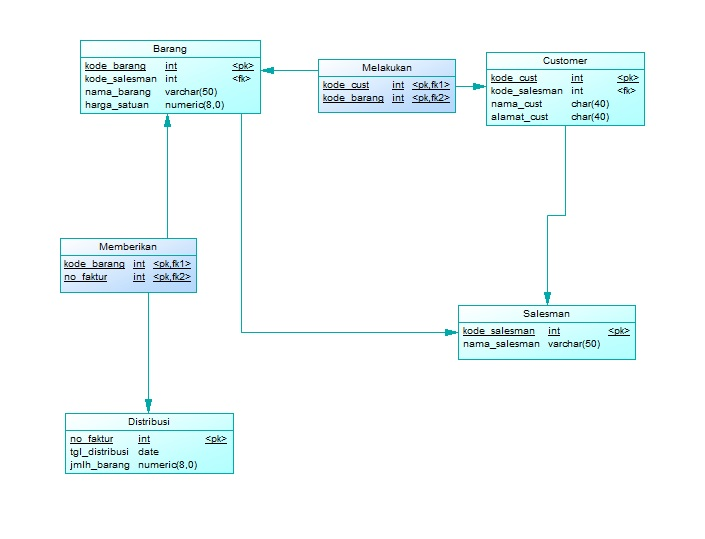 Barang
kode_barang int <pk>
kode_salesman int <fk>
nama_barang varchar(50)
harga_satuan numeric(8,0)
Melakukan
kode_cust int <pk,fk1>
kode_barang int <pk,fk2>
Customer
kode_cust int <pk>
kode_salesman int <fk>
nama_cust char(40)
alamat_cust char(40)
Memberikan
kode_barang int <pk,fk1>
no_faktur int <pk,fk2>
Salesman
kode_salesman int <pk>
nama_salesman varchar(50)
Distribusi
no_faktur int <pk>
tgl_distribusi date
jmlh_barang numeric(8,0)